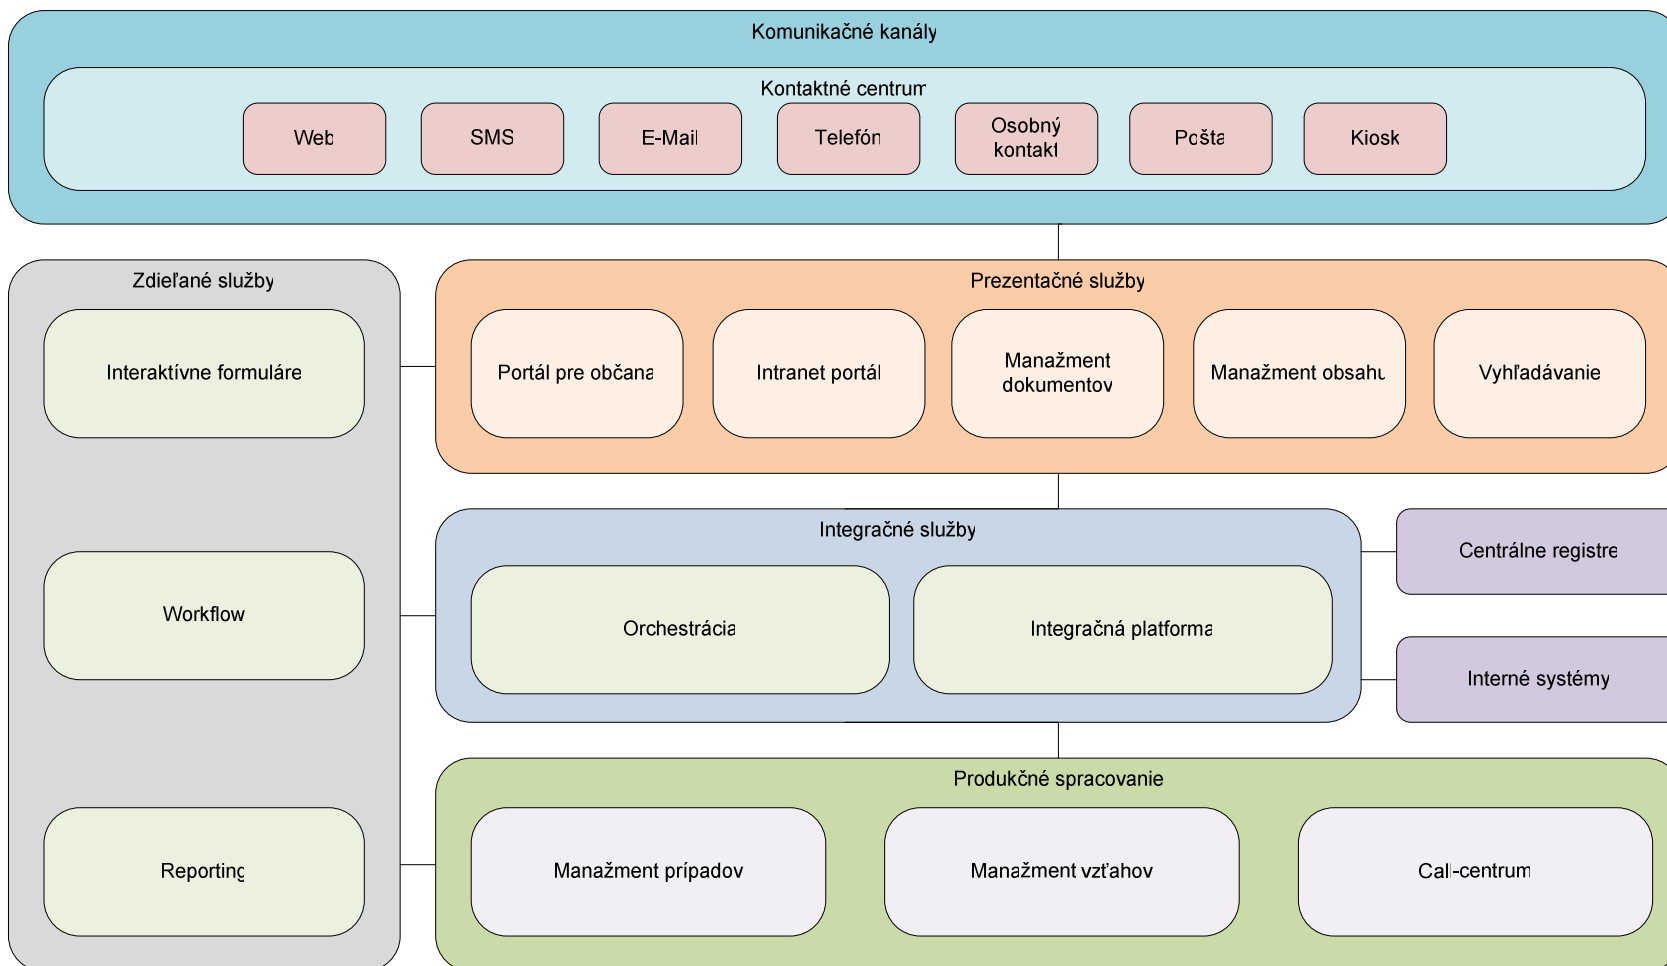 Komunikačné kanály
Kontaktné centrum
Web
SMS
E-Mail
Telefón
Osobný
kontakt
Pošta
Kiosk
Zdieľané služby
Interaktívne formuláre
Workflow
Reporting
Prezentačné služby
Portál pre občana
Intranet portál
Manažment
dokumentov
Manažment obsahu
Vyhľadávanie
Integračné služby
Orchestrácia
Integračná platforma
Centrálne registre
Interné systémy
Produkčné spracovanie
Manažment prípadov
Manažment vzťahov
Call-centrum